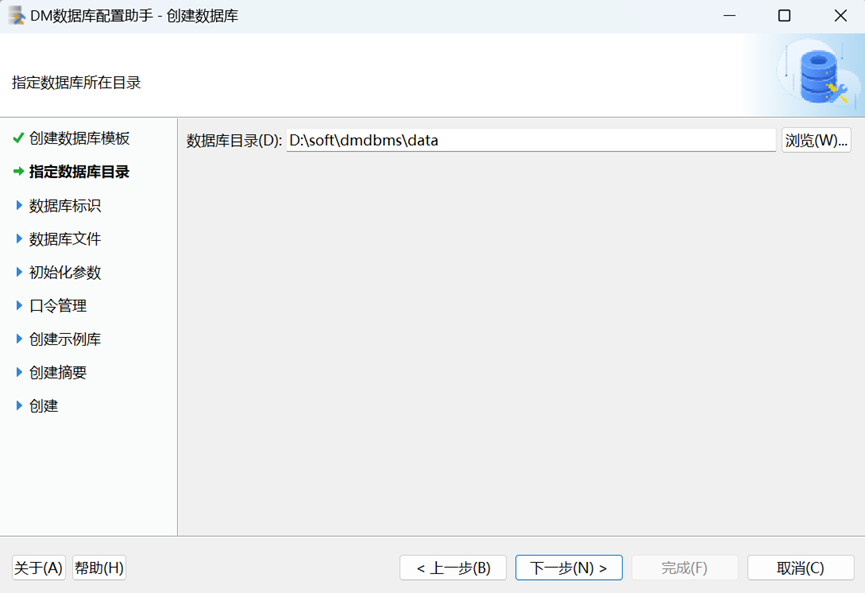 DM数据库配置助手 - 创建数据库
指定数据库所在目录
创建数据库模板
指定数据库目录
数据库标识
数据库文件
初始化参数
口令管理
创建示例库
创建摘要
创建
数据库目录(D): D:\soft\dmdbms\data 浏览(W)...
关于(A) 帮助(H) < 上一步(B) 下一步(N) > 完成(F) 取消(C)